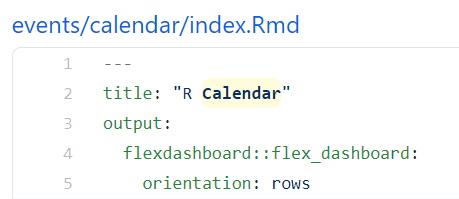 events/calendar/index.Rmd
1 ---
2 title: "R Calendar"
3 output:
4   flexdashboard::flex_dashboard:
5     orientation: rows